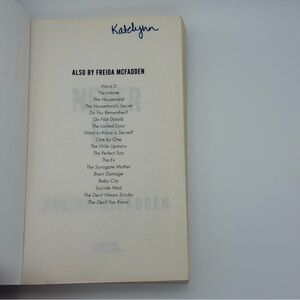 Katelynn
ALSO BY FREIDA MCFADDEN
Ward D
The Inmate
The Housemaid
The Housemaid's Secret
Do You Remember?
Do Not Disturb
The Locked Door
Want to Know a Secret?
One by One
The Wife Upstairs
The Perfect Son
The Ex
The Surrogate Mother
Brain Damage
Baby City
Suicide Med
The Devil Wears Scrubs
The Devil You Know